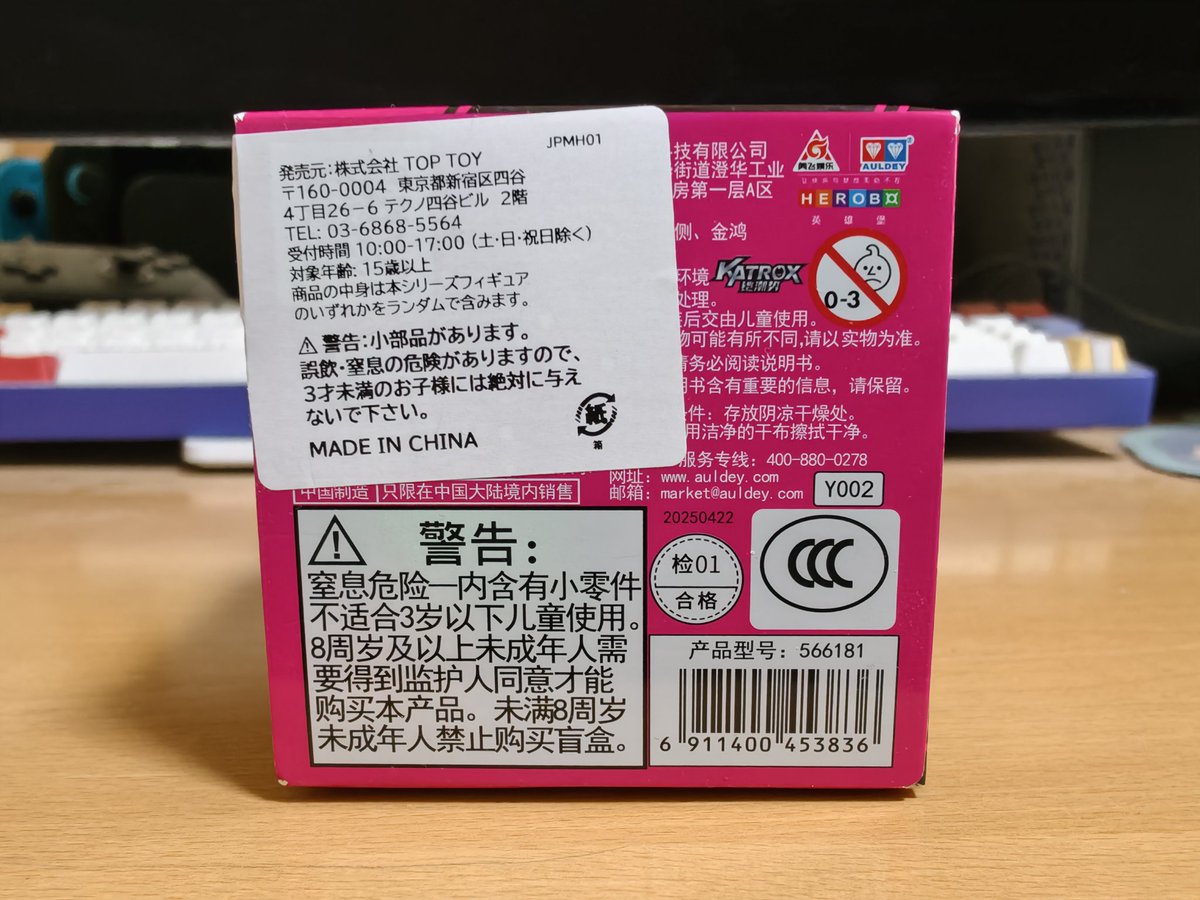 JPMH01
発売元:株式会社 TOP TOY
〒160-0004 東京都新宿区四谷
4丁目26-6 テクノ四谷ビル 2階
TEL: 03-6868-5564
受付時間 10:00-17:00 (土・日・祝日除く)
対象年齢: 15歳以上
商品の中身は本シリーズフィギュア
のいずれかをランダムで含みます。
⚠警告:小部品があります。
誤飲・窒息の危険がありますので、
3才未満のお子様には絶対に与え
ないで下さい。
MADE IN CHINA
紙
箱
技有限公司
街道澄华工业
房第一层A区
侧、金鸿
环境
处理。
后交由儿童使用。
物可能有所不同,请以实物为准。
请务必阅读说明书。
明书含有重要的信息，请保留。
条件：存放阴凉干燥处。
用洁净的干布擦拭干净。
服务专线：400-880-0278
网址：www.auldey.com
邮箱：market@auldey.com
Y002
奥飞娱乐
AULDEY
HEROBOX
英雄堡
KATROX
铠潮势
0-3
中国制造
只限在中国大陆境内销售
警告：
窒息危险—内含有小零件
不适合3岁以下儿童使用。
8周岁及以上未成年人需
要得到监护人同意才能
购买本产品。未满8周岁
未成年人禁止购买盲盒。
20250422
检01
合格
CCC
产品型号：566181
6 911400 453836